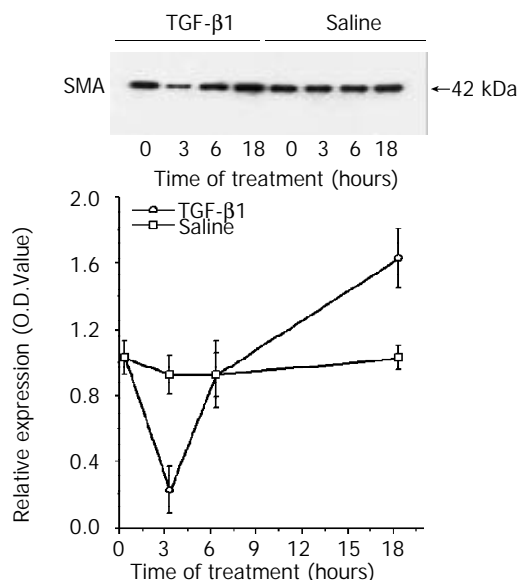 TGF-β1 Saline
SMA ←42 kDa
0 3 6 18 0 3 6 18
Time of treatment (hours)
TGF-β1
Saline
Relative expression (O.D.Value)
2.0
1.6
1.2
0.8
0.4
0.0
0 3 6 9 12 15 18
Time of treatment (hours)